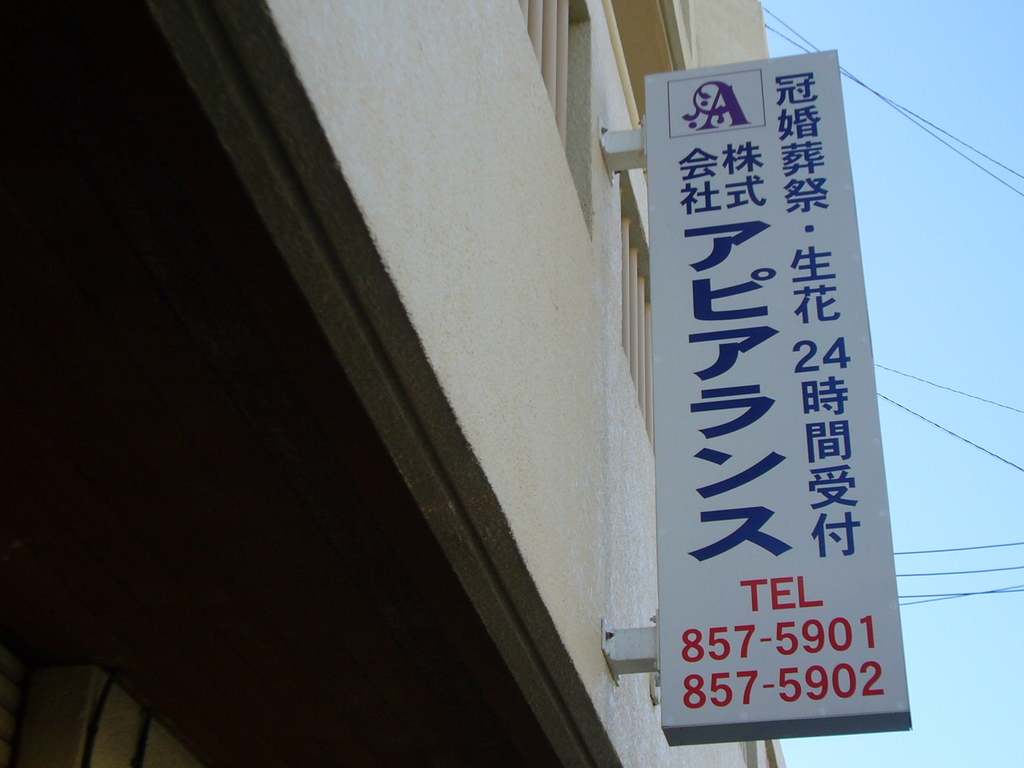 冠婚葬祭・生花 24時間受付
株式会社
アピアランス
TEL
857-5901
857-5902